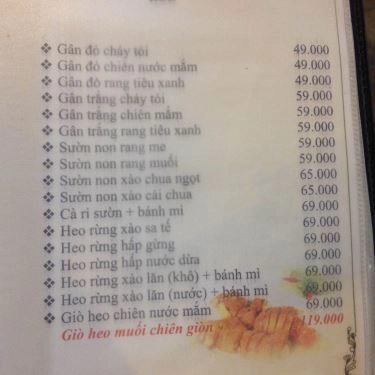 ❖ Gân đỏ cháy tỏi 49.000
❖ Gân đỏ chiên nước mắm 49.000
❖ Gân đỏ rang tiêu xanh 49.000
❖ Gân trắng cháy tỏi 59.000
❖ Gân trắng chiên mắm 59.000
❖ Gân trắng rang tiêu xanh 59.000
❖ Sườn non rang me 59.000
❖ Sườn non rang muối 59.000
❖ Sườn non xào chua ngọt 65.000
❖ Sườn non xào cải chua 65.000
❖ Cà ri sườn + bánh mì 69.000
❖ Heo rừng xào sa tế 69.000
❖ Heo rừng hấp gừng 69.000
❖ Heo rừng hấp nước dừa 69.000
❖ Heo rừng xào lăn (khô) + bánh mì 69.000
❖ Heo rừng xào lăn (nước) + bánh mì 69.000
❖ Giò heo chiên nước mắm 69.000
Giò heo muối chiên giòn 119.000